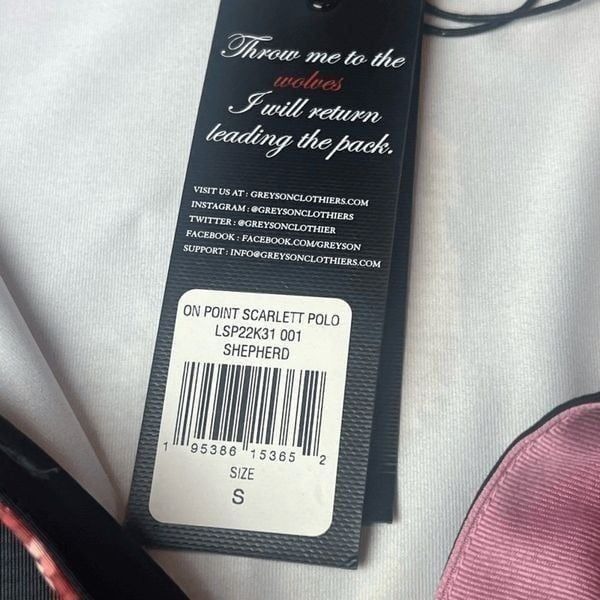 Throw me to the
wolves
I will return
leading the pack.
VISIT US AT : GREYSONCLOTHIERS.COM
INSTAGRAM : @GREYSONCLOTHIERS
TWITTER : @GREYSONCLOTHIER
FACEBOOK : FACEBOOK.COM/GREYSON
SUPPORT : INFO@GREYSONCLOTHIERS.COM
ON POINT SCARLETT POLO
LSP22K31 001
SHEPHERD
1 95386 15365 2
SIZE
S